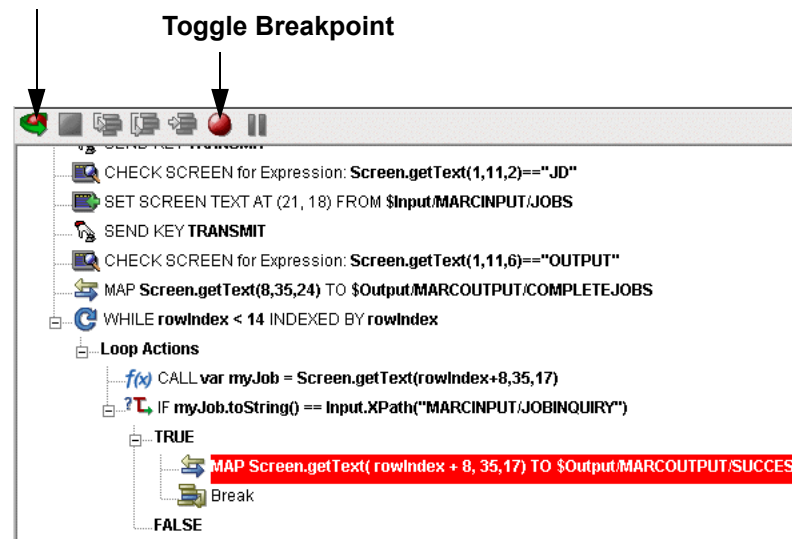 Toggle Breakpoint
SEND KEY TRANSMIT
CHECK SCREEN for Expression: Screen.getText(1,11,2)=="JD"
SET SCREEN TEXT AT (21, 18) FROM $Input/MARCINPUT/JOBS
SEND KEY TRANSMIT
CHECK SCREEN for Expression: Screen.getText(1,11,6)=="OUTPUT"
MAP Screen.getText(8,35,24) TO $Output/MARCOUTPUT/COMPLETEJOBS
WHILE rowIndex < 14 INDEXED BY rowIndex
Loop Actions
f(x) CALL var myJob = Screen.getText(rowIndex+8,35,17)
?T IF myJob.toString() == Input.XPath("MARCINPUT/JOBINQUIRY")
TRUE
MAP Screen.getText( rowIndex + 8, 35,17) TO $Output/MARCOUTPUT/SUCCES
Break
FALSE